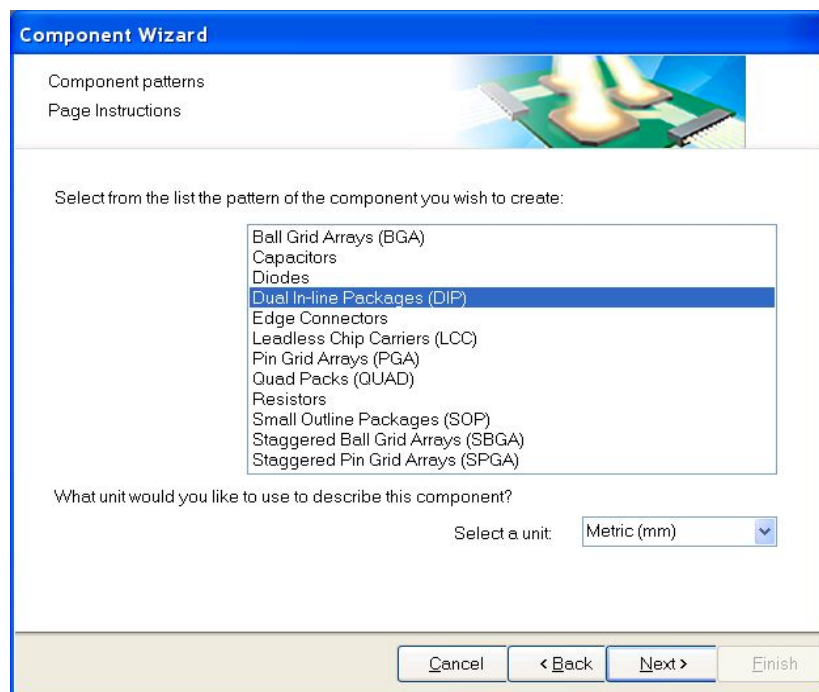 Component Wizard
Component patterns
Page Instructions
Select from the list the pattern of the component you wish to create:
Ball Grid Arrays (BGA)
Capacitors
Diodes
Dual In-line Packages (DIP)
Edge Connectors
Leadless Chip Carriers (LCC)
Pin Grid Arrays (PGA)
Quad Packs (QUAD)
Resistors
Small Outline Packages (SOP)
Staggered Ball Grid Arrays (SBGA)
Staggered Pin Grid Arrays (SPGA)
What unit would you like to use to describe this component?
Select a unit: Metric (mm)
Cancel < Back Next > Finish